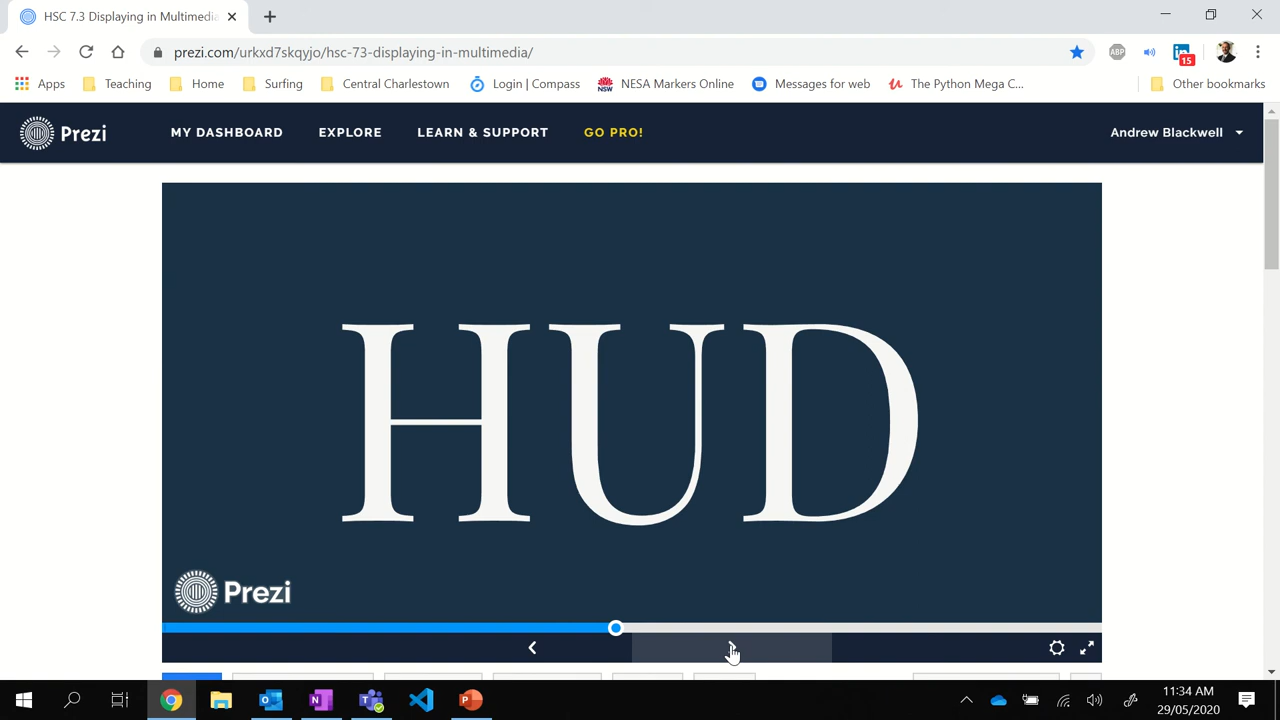 HSC 7.3 Displaying in Multimedia
prezi.com/urkxd7skqyjo/hsc-73-displaying-in-multimedia/
ABP
15
Apps Teaching Home Surfing Central Charlestown Login | Compass NSW NESA Markers Online Messages for web The Python Mega C... Other bookmarks
Prezi MY DASHBOARD EXPLORE LEARN & SUPPORT GO PRO! Andrew Blackwell
HUD
Prezi
11:34 AM
29/05/2020